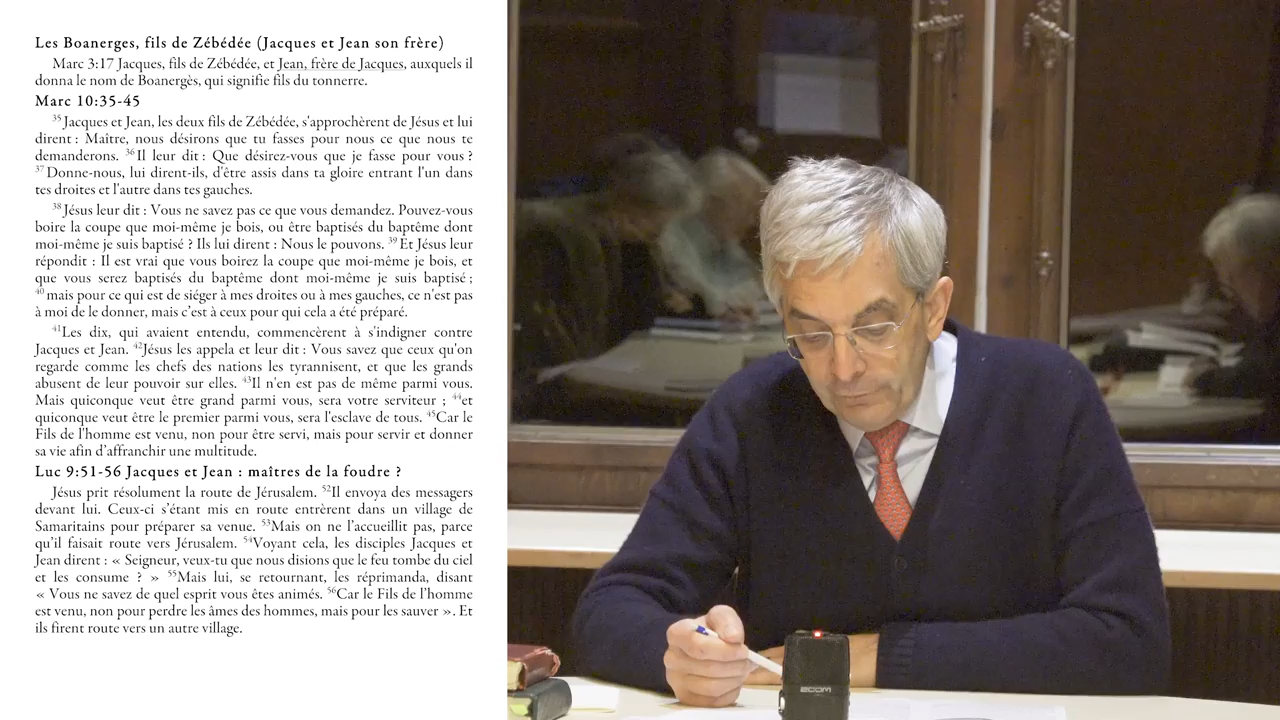 Les Boanerges, fils de Zébédée (Jacques et Jean son frère)
Marc 3:17 Jacques, fils de Zébédée, et Jean, frère de Jacques, auxquels il
donna le nom de Boanergès, qui signifie fils du tonnerre.
Marc 10:35-45
35 Jacques et Jean, les deux fils de Zébédée, s'approchèrent de Jésus et lui
dirent : Maître, nous désirons que tu fasses pour nous ce que nous te
demanderons. 36 Il leur dit : Que désirez-vous que je fasse pour vous ?
37 Donne-nous, lui dirent-ils, d'être assis dans ta gloire entrant l'un dans
tes droites et l'autre dans tes gauches.
38 Jésus leur dit : Vous ne savez pas ce que vous demandez. Pouvez-vous
boire la coupe que moi-même je bois, ou être baptisés du baptême dont
moi-même je suis baptisé ? Ils lui dirent : Nous le pouvons. 39 Et Jésus leur
répondit : Il est vrai que vous boirez la coupe que moi-même je bois, et
que vous serez baptisés du baptême dont moi-même je suis baptisé ;
40 mais pour ce qui est de siéger à mes droites ou à mes gauches, ce n'est pas
à moi de le donner, mais c'est à ceux pour qui cela a été préparé.
41 Les dix, qui avaient entendu, commencèrent à s'indigner contre
Jacques et Jean. 42 Jésus les appela et leur dit : Vous savez que ceux qu'on
regarde comme les chefs des nations les tyrannisent, et que les grands
abusent de leur pouvoir sur elles. 43 Il n'en est pas de même parmi vous.
Mais quiconque veut être grand parmi vous, sera votre serviteur ; 44 et
quiconque veut être le premier parmi vous, sera l'esclave de tous. 45 Car le
Fils de l'homme est venu, non pour être servi, mais pour servir et donner
sa vie afin d'affranchir une multitude.
Luc 9:51-56 Jacques et Jean : maîtres de la foudre ?
Jésus prit résolument la route de Jérusalem. 52 Il envoya des messagers
devant lui. Ceux-ci s'étant mis en route entrèrent dans un village de
Samaritains pour préparer sa venue. 53 Mais on ne l'accueillit pas, parce
qu'il faisait route vers Jérusalem. 54 Voyant cela, les disciples Jacques et
Jean dirent : « Seigneur, veux-tu que nous disions que le feu tombe du ciel
et les consume ? » 55 Mais lui, se retournant, les réprimanda, disant
« Vous ne savez de quel esprit vous êtes animés. 56 Car le Fils de l'homme
est venu, non pour perdre les âmes des hommes, mais pour les sauver ». Et
ils firent route vers un autre village.
zoom